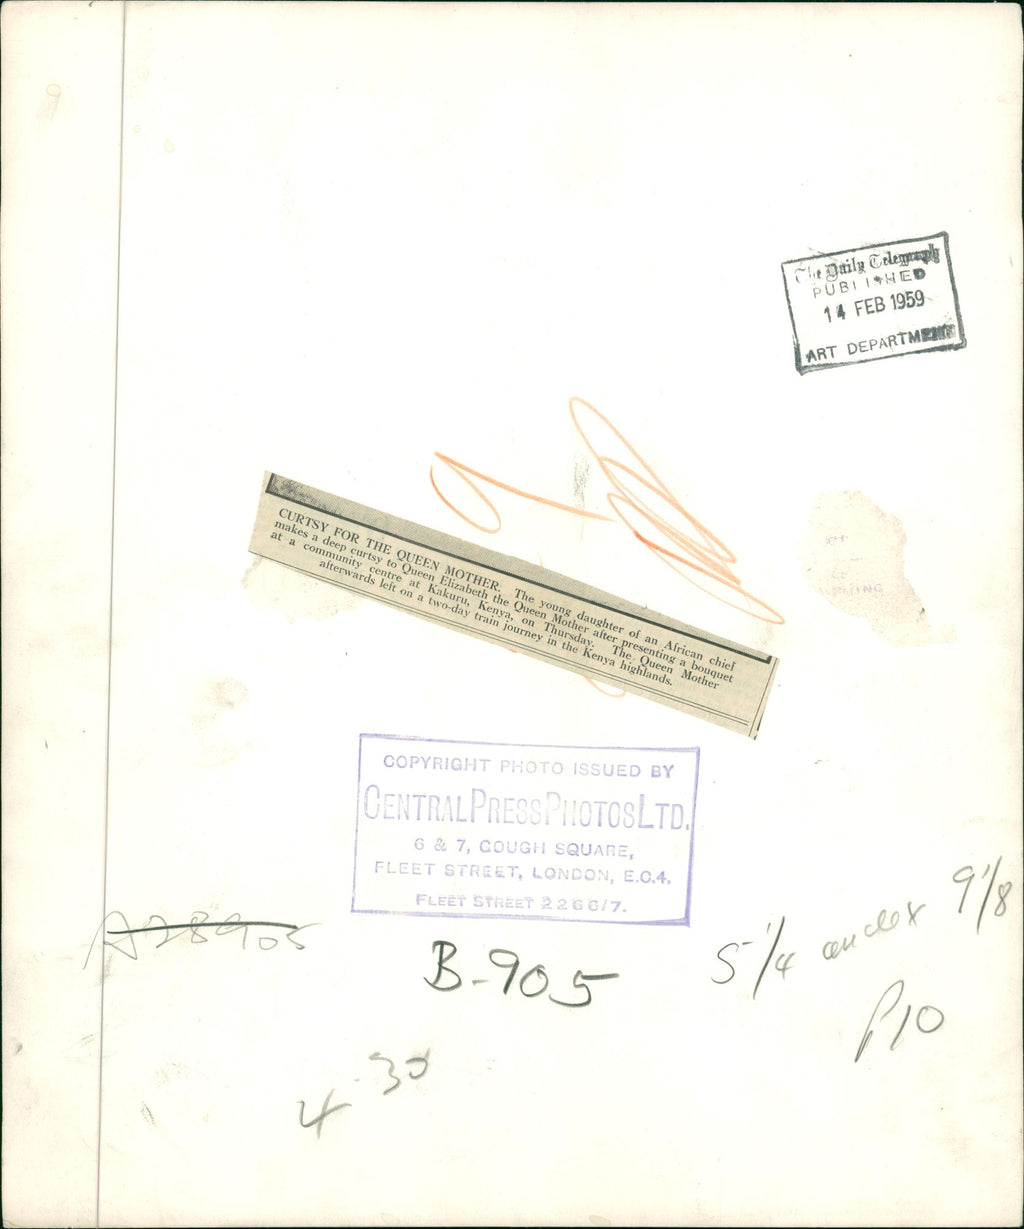 The Daily Telegraph
PUBLISHED
14 FEB 1959
ART DEPARTMENT
CURTSY FOR THE QUEEN MOTHER. The young daughter of an African chief
makes a deep curtsy to Queen Elizabeth the Queen Mother after presenting a bouquet
at a community centre at Kakuru, Kenya, on Thursday. The Queen Mother
afterwards left on a two-day train journey in the Kenya highlands.
COPYRIGHT PHOTO ISSUED BY
CENTRAL PRESS PHOTOS LTD.
6 & 7, GOUGH SQUARE,
FLEET STREET, LONDON, E.C.4.
FLEET STREET 2266/7.
A28905
B-905
5 1/4 9 1/8
P10
4 30